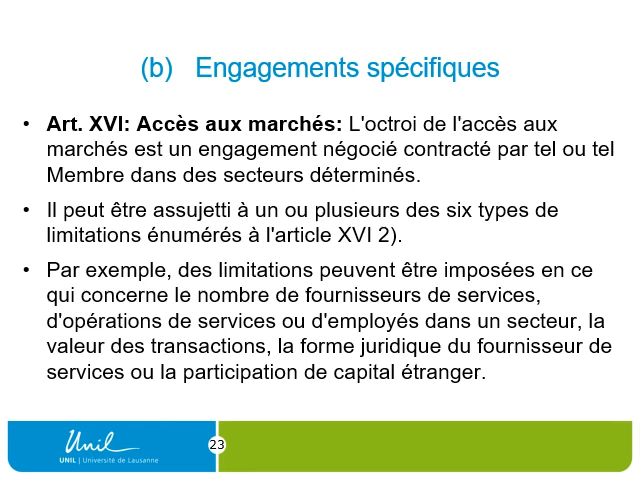 (b) Engagements spécifiques
• Art. XVI: Accès aux marchés: L'octroi de l'accès aux
marchés est un engagement négocié contracté par tel ou tel
Membre dans des secteurs déterminés.
• Il peut être assujetti à un ou plusieurs des six types de
limitations énumérés à l'article XVI 2).
• Par exemple, des limitations peuvent être imposées en ce
qui concerne le nombre de fournisseurs de services,
d'opérations de services ou d'employés dans un secteur, la
valeur des transactions, la forme juridique du fournisseur de
services ou la participation de capital étranger.
Unil
UNIL | Université de Lausanne
23